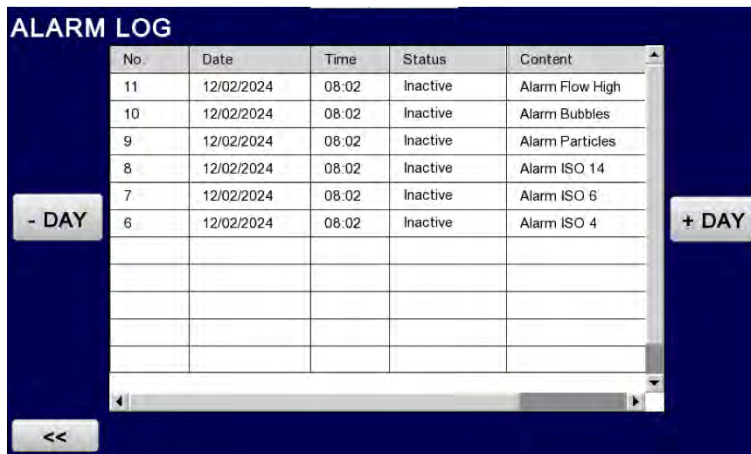 ALARM LOG
No. Date Time Status Content
11 12/02/2024 08:02 Inactive Alarm Flow High
10 12/02/2024 08:02 Inactive Alarm Bubbles
9 12/02/2024 08:02 Inactive Alarm Particles
8 12/02/2024 08:02 Inactive Alarm ISO 14
7 12/02/2024 08:02 Inactive Alarm ISO 6
6 12/02/2024 08:02 Inactive Alarm ISO 4
- DAY
+ DAY
<<